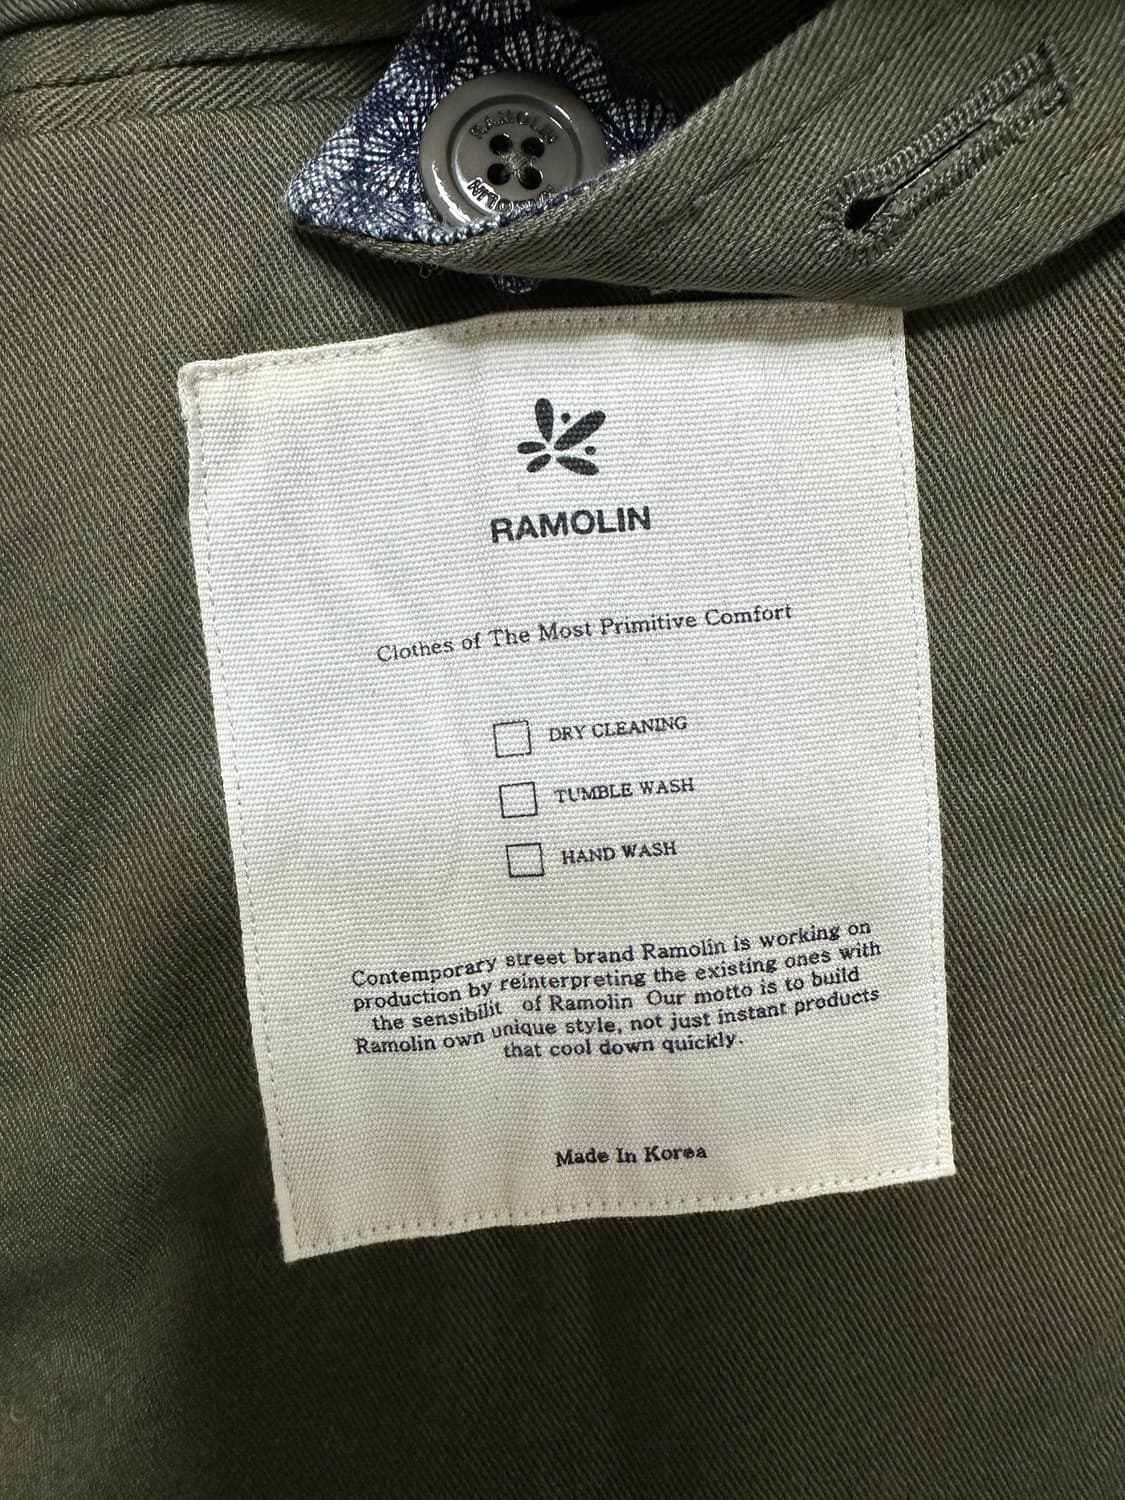 RAMOLIN
RAMOLIN
RAMOLIN
Clothes of The Most Primitive Comfort
DRY CLEANING
TUMBLE WASH
HAND WASH
Contemporary street brand Ramolin is working on
production by reinterpreting the existing ones with
the sensibilit of Ramolin Our motto is to build
Ramolin own unique style, not just instant products
that cool down quickly.
Made In Korea